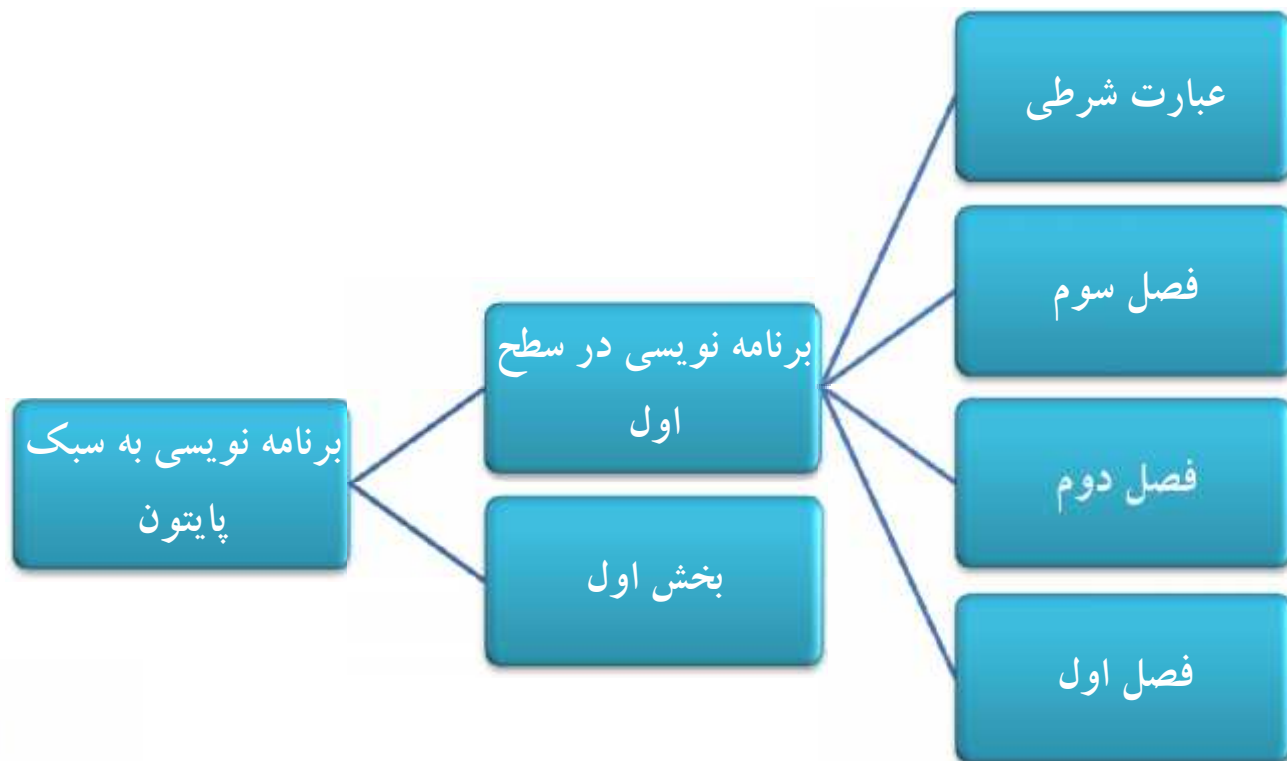 عبارت شرطی
فصل سوم
برنامه نویسی در سطح
اول
فصل دوم
برنامه نویسی به سبک
پایتون
بخش اول
فصل اول